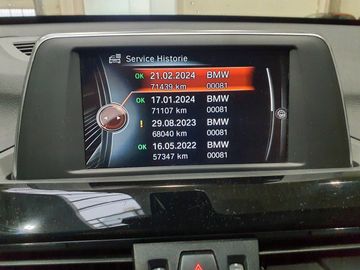 Service Historie
OK 21.02.2024 BMW
71439 km 00081
OK 17.01.2024 BMW
71107 km 00081
! 29.08.2023 BMW
68040 km 00081
OK 16.05.2022 BMW
57347 km 00081